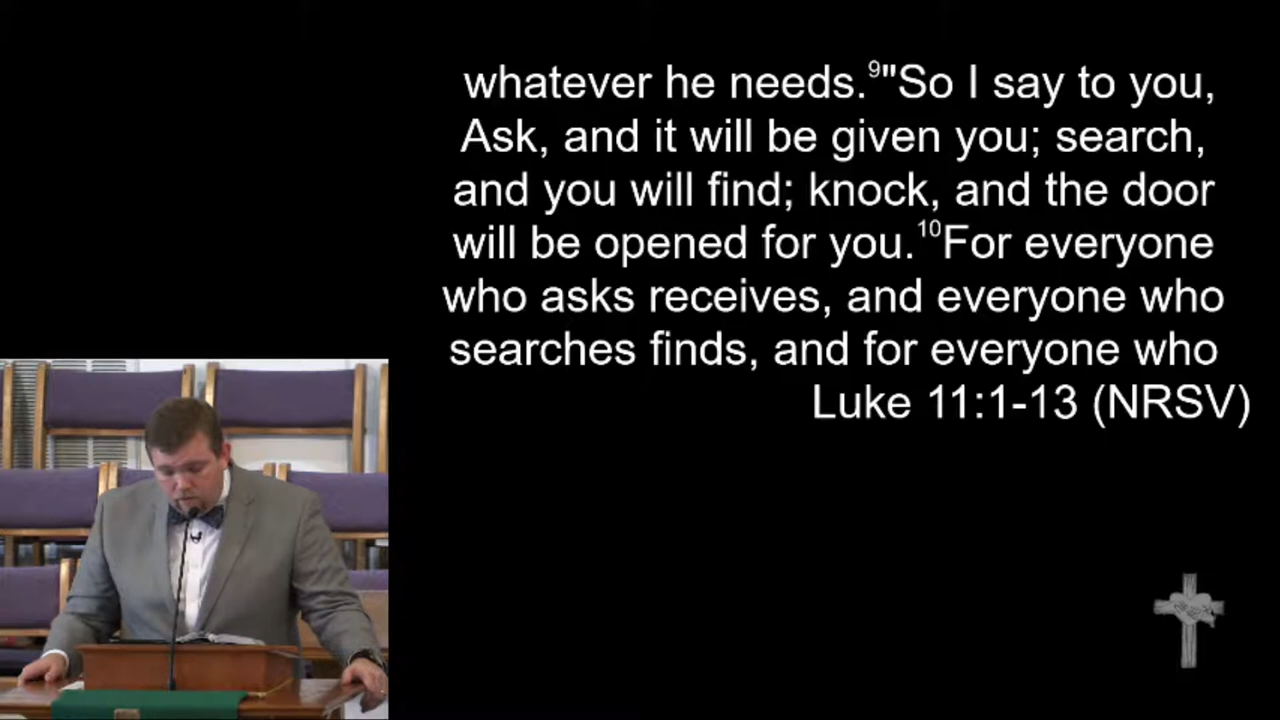 whatever he needs.⁹"So I say to you,
Ask, and it will be given you; search,
and you will find; knock, and the door
will be opened for you.¹⁰For everyone
who asks receives, and everyone who
searches finds, and for everyone who
Luke 11:1-13 (NRSV)